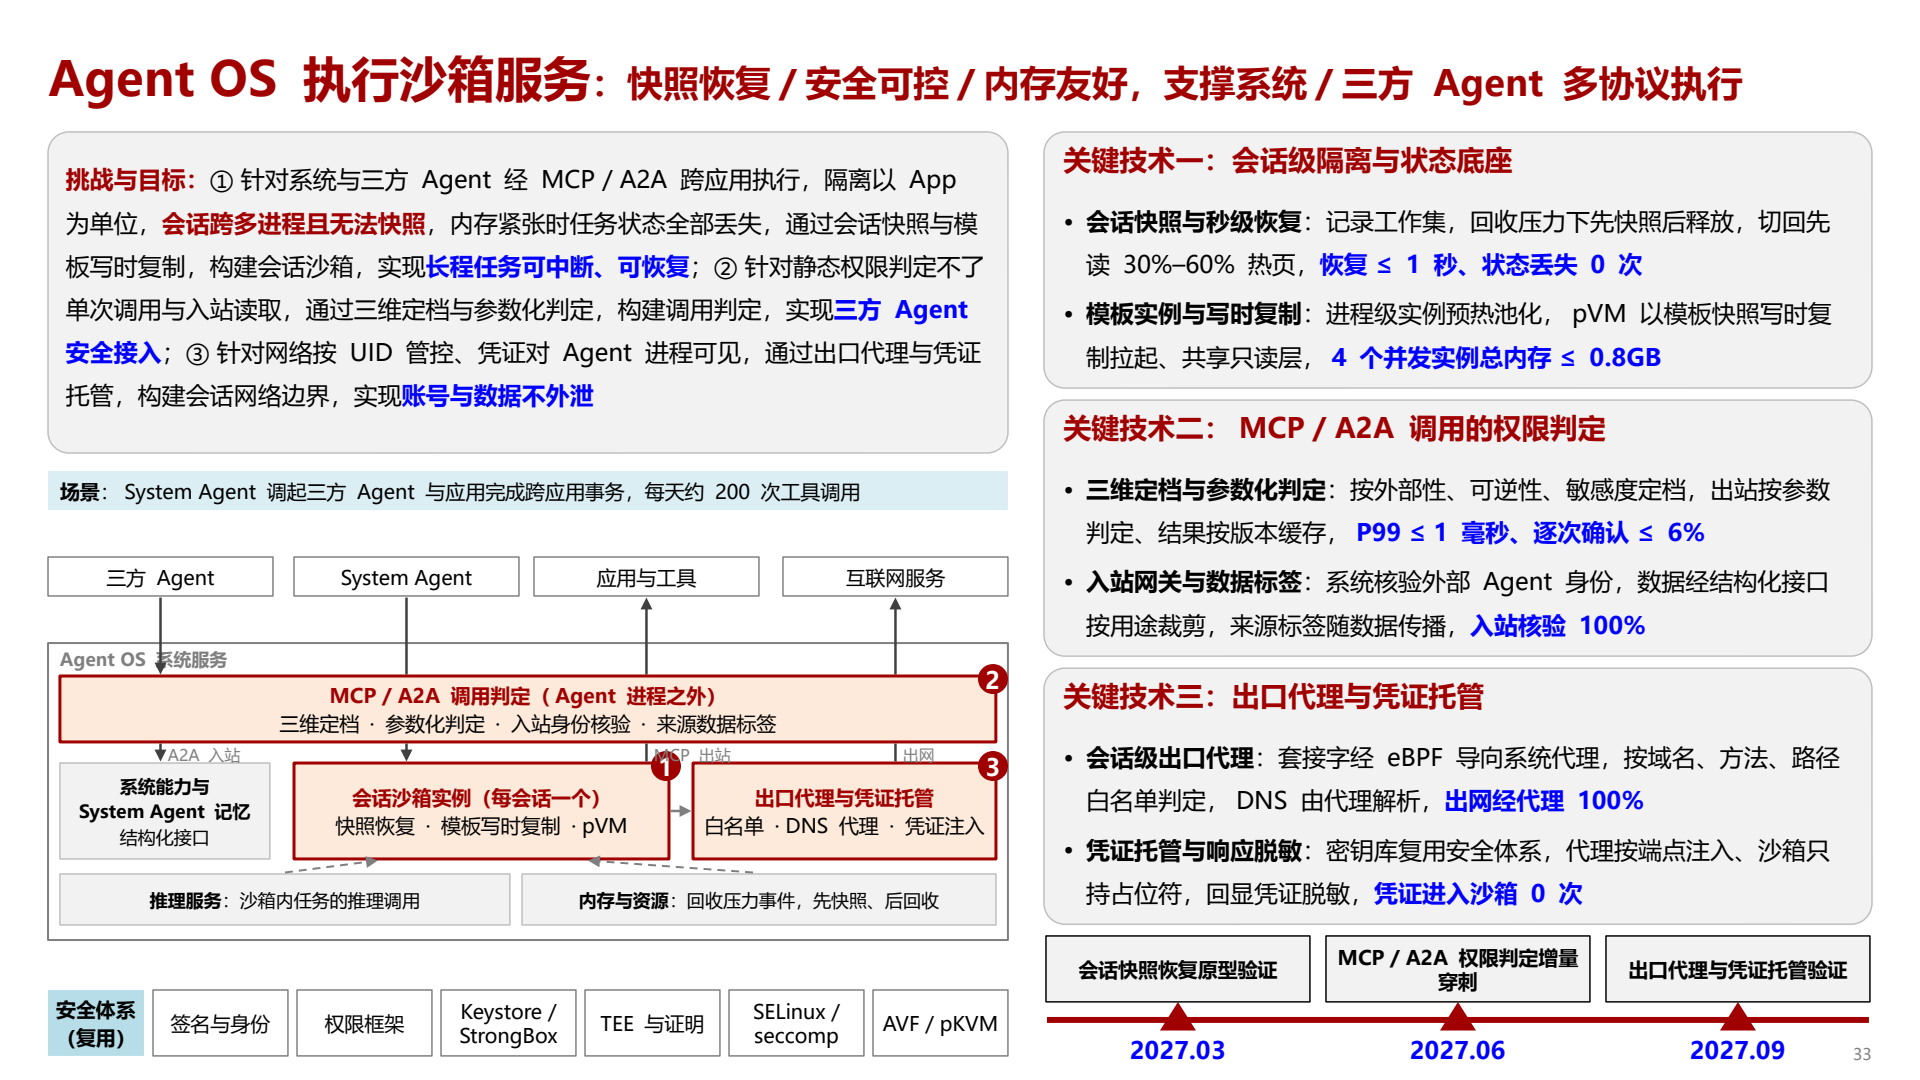 Agent OS 执行沙箱服务：快照恢复 / 安全可控 / 内存友好，支撑系统 / 三方 Agent 多协议执行
挑战与目标：① 针对系统与三方 Agent 经 MCP / A2A 跨应用执行，隔离以 App
为单位，会话跨多进程且无法快照，内存紧张时任务状态全部丢失，通过会话快照与模
板写时复制，构建会话沙箱，实现长程任务可中断、可恢复；② 针对静态权限判定不了
单次调用与入站读取，通过三维定档与参数化判定，构建调用判定，实现三方 Agent
安全接入；③ 针对网络按 UID 管控、凭证对 Agent 进程可见，通过出口代理与凭证
托管，构建会话网络边界，实现账号与数据不外泄
场景： System Agent 调起三方 Agent 与应用完成跨应用事务，每天约 200 次工具调用
三方 Agent
System Agent
应用与工具
互联网服务
Agent OS 系统服务
2
MCP / A2A 调用判定（ Agent 进程之外）
三维定档 · 参数化判定 · 入站身份核验 · 来源数据标签
A2A 入站
MCP 出站
出网
1
3
系统能力与
System Agent 记忆
结构化接口
会话沙箱实例（每会话一个）
快照恢复 · 模板写时复制 · pVM
出口代理与凭证托管
白名单 · DNS 代理 · 凭证注入
推理服务：沙箱内任务的推理调用
内存与资源：回收压力事件，先快照、后回收
安全体系
（复用）
签名与身份
权限框架
Keystore /
StrongBox
TEE 与证明
SELinux /
seccomp
AVF / pKVM
关键技术一：会话级隔离与状态底座
• 会话快照与秒级恢复：记录工作集，回收压力下先快照后释放，切回先
读 30%–60% 热页，恢复 ≤ 1 秒、状态丢失 0 次
• 模板实例与写时复制：进程级实例预热池化， pVM 以模板快照写时复
制拉起、共享只读层， 4 个并发实例总内存 ≤ 0.8GB
关键技术二： MCP / A2A 调用的权限判定
• 三维定档与参数化判定：按外部性、可逆性、敏感度定档，出站按参数
判定、结果按版本缓存， P99 ≤ 1 毫秒、逐次确认 ≤ 6%
• 入站网关与数据标签：系统核验外部 Agent 身份，数据经结构化接口
按用途裁剪，来源标签随数据传播，入站核验 100%
关键技术三：出口代理与凭证托管
• 会话级出口代理：套接字经 eBPF 导向系统代理，按域名、方法、路径
白名单判定， DNS 由代理解析，出网经代理 100%
• 凭证托管与响应脱敏：密钥库复用安全体系，代理按端点注入、沙箱只
持占位符，回显凭证脱敏，凭证进入沙箱 0 次
会话快照恢复原型验证
MCP / A2A 权限判定增量
穿刺
出口代理与凭证托管验证
2027.03
2027.06
2027.09
33